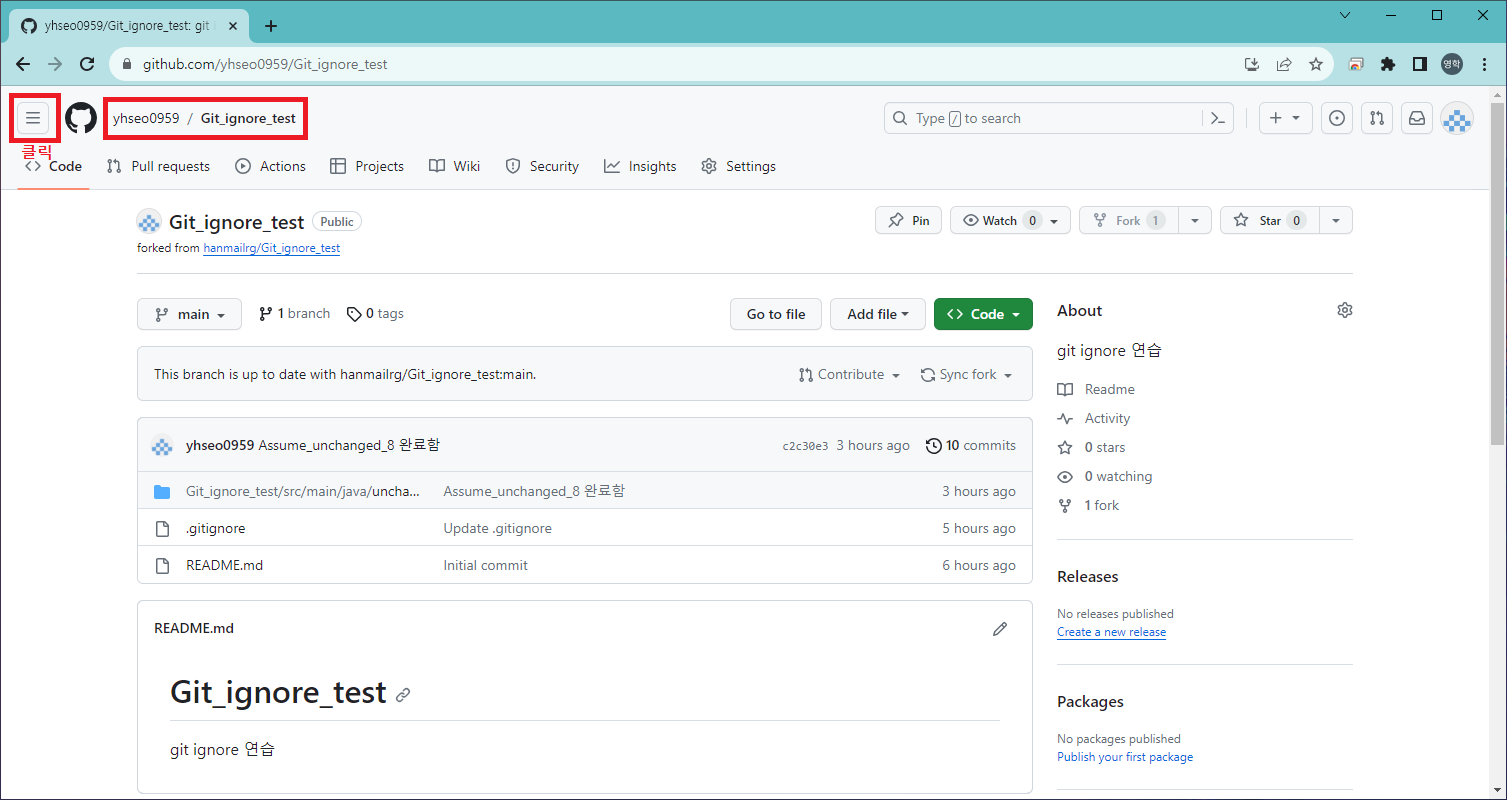 yhseo0959/Git_ignore_test: git i
github.com/yhseo0959/Git_ignore_test
영학
yhseo0959 / Git_ignore_test
Type / to search
클릭
Code Pull requests Actions Projects Wiki Security Insights Settings
Git_ignore_test Public
Pin Watch 0 Fork 1 Star 0
forked from hanmailrg/Git_ignore_test
main 1 branch 0 tags Go to file Add file Code
This branch is up to date with hanmailrg/Git_ignore_test:main. Contribute Sync fork
yhseo0959 Assume_unchanged_8 완료함 c2c30e3 3 hours ago 10 commits
Git_ignore_test/src/main/java/uncha... Assume_unchanged_8 완료함 3 hours ago
.gitignore Update .gitignore 5 hours ago
README.md Initial commit 6 hours ago
README.md
Git_ignore_test
git ignore 연습
About
git ignore 연습
Readme
Activity
0 stars
0 watching
1 fork
Releases
No releases published
Create a new release
Packages
No packages published
Publish your first package